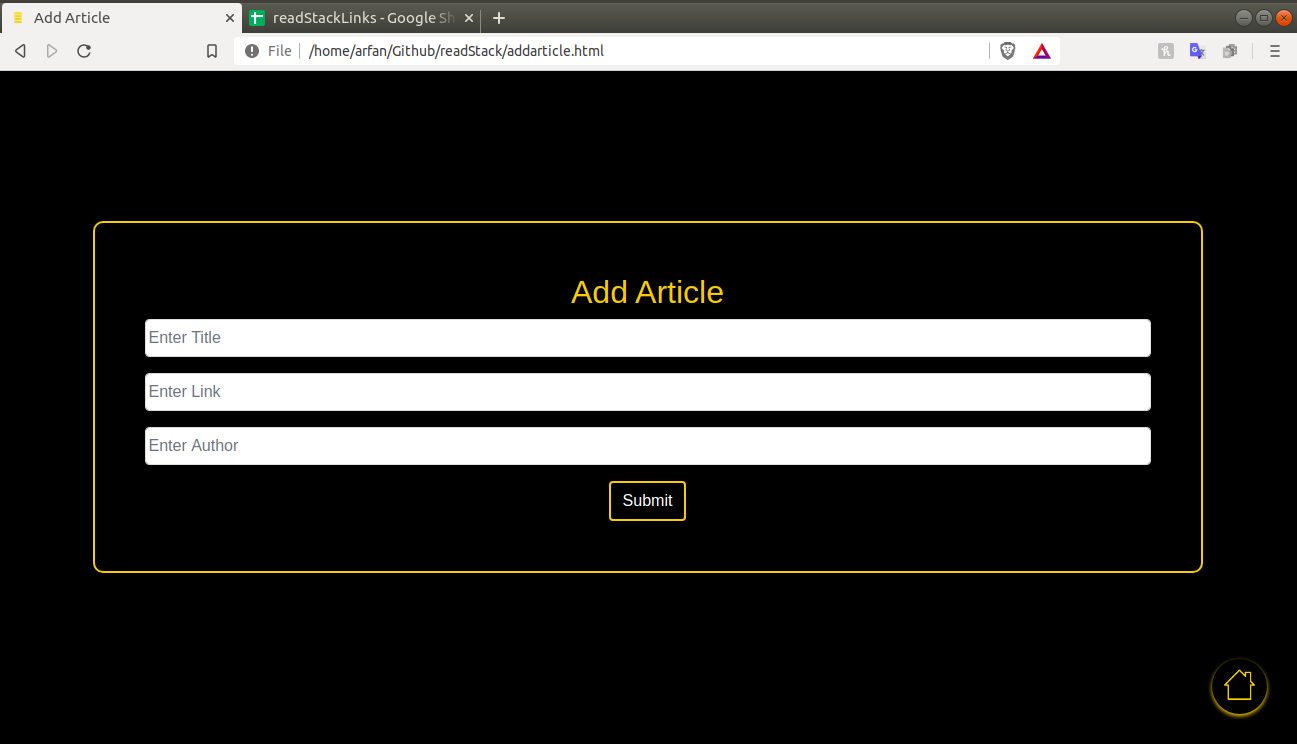 Add Article
readStackLinks - Google Sh
File
/home/arfan/Github/readStack/addarticle.html
Add Article
Enter Title
Enter Link
Enter Author
Submit